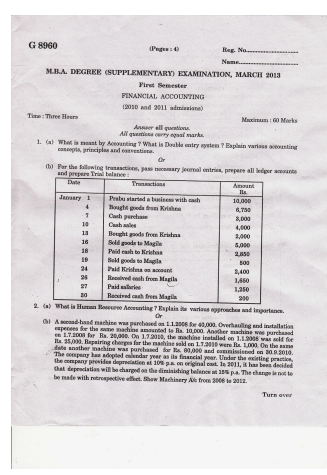 G 8960
(Pages : 4)
Reg. No.....................
Name.....................
M.B.A. DEGREE (SUPPLEMENTARY) EXAMINATION, MARCH 2013
First Semester
FINANCIAL ACCOUNTING
(2010 and 2011 admissions)
Time : Three Hours
Maximum : 60 Marks
Answer all questions.
All questions carry equal marks.
1. (a) What is meant by Accounting ? What is Double entry system ? Explain various accounting
concepts, principles and conventions.
Or
(b) For the following transactions, pass necessary journal entries, prepare all ledger accounts
and prepare Trial balance :
Date Transactions Amount
Rs.
January 1 Prabu started a business with cash 10,000
4 Bought goods from Krishna 6,750
7 Cash purchase 3,000
10 Cash sales 4,000
13 Bought goods from Krishna 2,000
16 Sold goods to Magila 5,000
18 Paid cash to Krishna 2,650
19 Sold goods to Magila 500
24 Paid Krishna on account 2,400
26 Received cash from Magila 1,650
27 Paid salaries 1,250
30 Received cash from Magila 200
2. (a) What is Human Resource Accounting ? Explain its various approaches and importance.
Or
(b) A second-hand machine was purchased on 1.1.2008 for 40,000. Overhauling and installation
expenses for the same machine amounted to Rs. 10,000. Another machine was purchased
on 1.7.2008 for Rs. 20,000. On 1.7.2010, the machine installed on 1.1.2008 was sold for
Rs. 25,000. Repairing charges for the machine sold on 1.7.2010 were Rs. 1,000. On the same
date another machine was purchased for Rs. 80,000 and commissioned on 30.9.2010.
The company has adopted calendar year as its financial year. Under the existing practice,
the company provides depreciation at 10% p.a. on original cost. In 2011, it has been decided
that depreciation will be charged on the diminishing balance at 15% p.a. The change is not to
be made with retrospective effect. Show Machinery A/c from 2008 to 2012.
Turn over